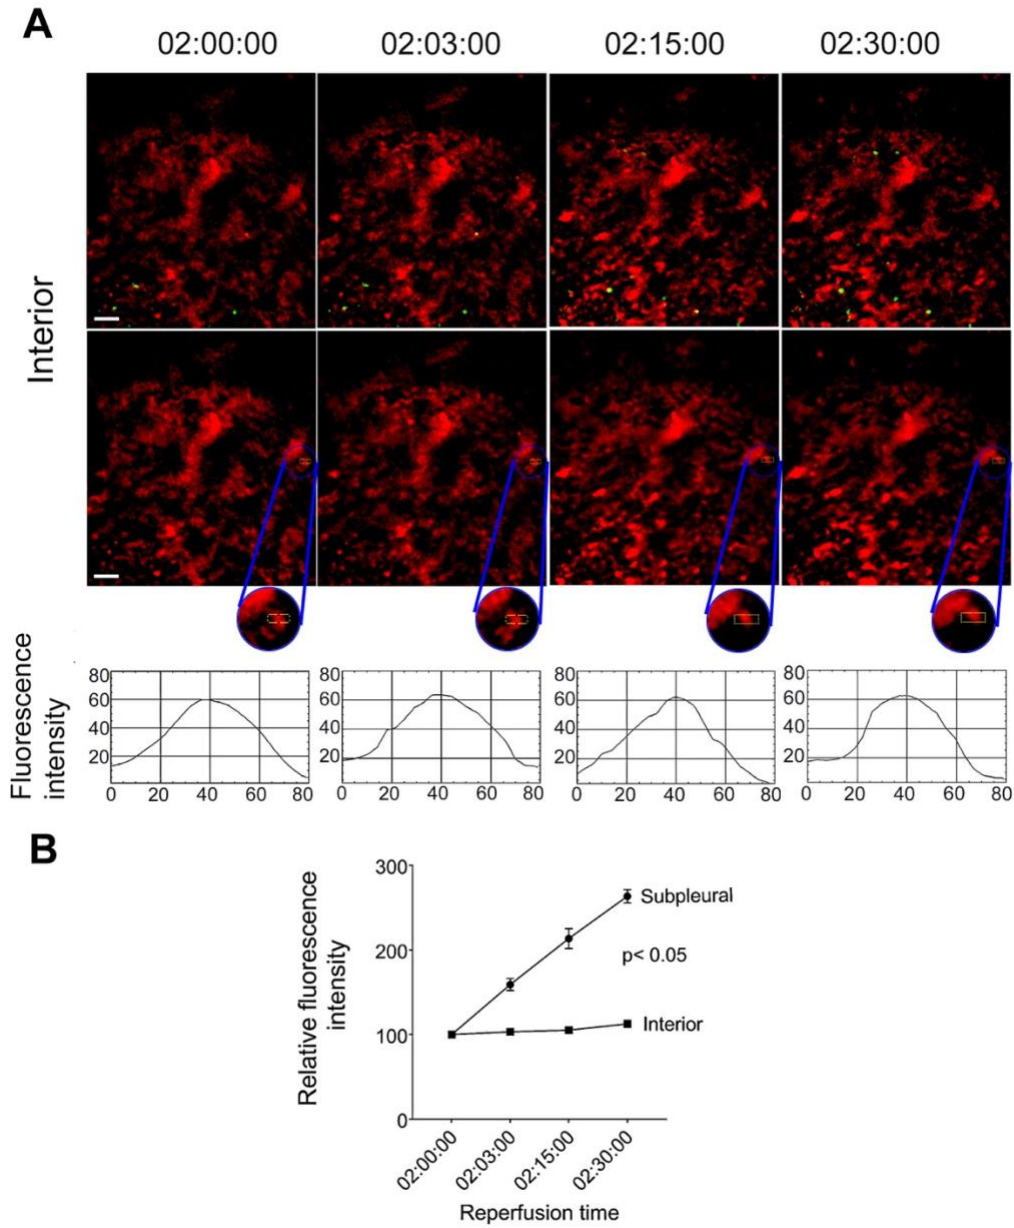 A
02:00:00 02:03:00 02:15:00 02:30:00
Interior
Fluorescence
intensity
80 80 80 80
60 60 60 60
40 40 40 40
20 20 20 20
0 20 40 60 80 0 20 40 60 80 0 20 40 60 80 0 20 40 60 80
B
Relative fluorescence
intensity
300
200
100
0
Subpleural
p< 0.05
Interior
02:00:00 02:03:00 02:15:00 02:30:00
Reperfusion time